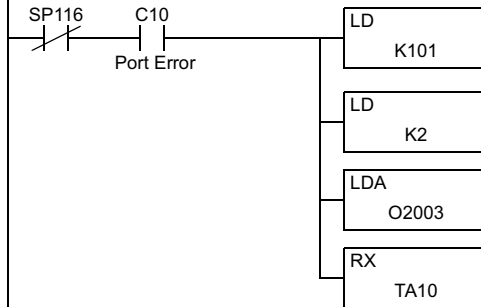 SP116 C10
Port Error
LD
K101
LD
K2
LDA
O2003
RX
TA10